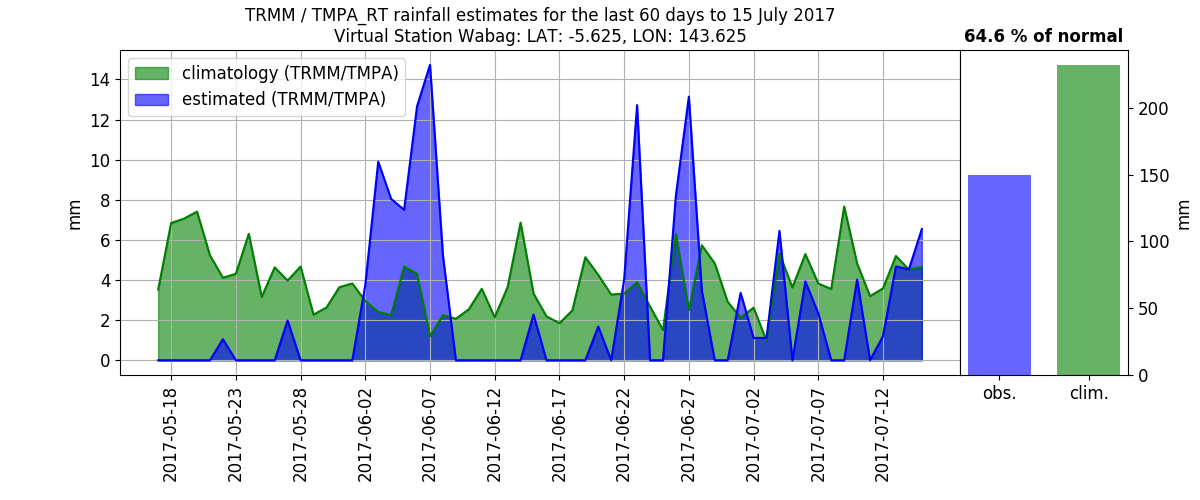 TRMM / TMPA_RT rainfall estimates for the last 60 days to 15 July 2017
Virtual Station Wabag: LAT: -5.625, LON: 143.625
64.6 % of normal
climatology (TRMM/TMPA)
estimated (TRMM/TMPA)
mm
14
12
10
8
6
4
2
0
2017-05-18
2017-05-23
2017-05-28
2017-06-02
2017-06-07
2017-06-12
2017-06-17
2017-06-22
2017-06-27
2017-07-02
2017-07-07
2017-07-12
200
150
100
50
0
mm
obs.
clim.